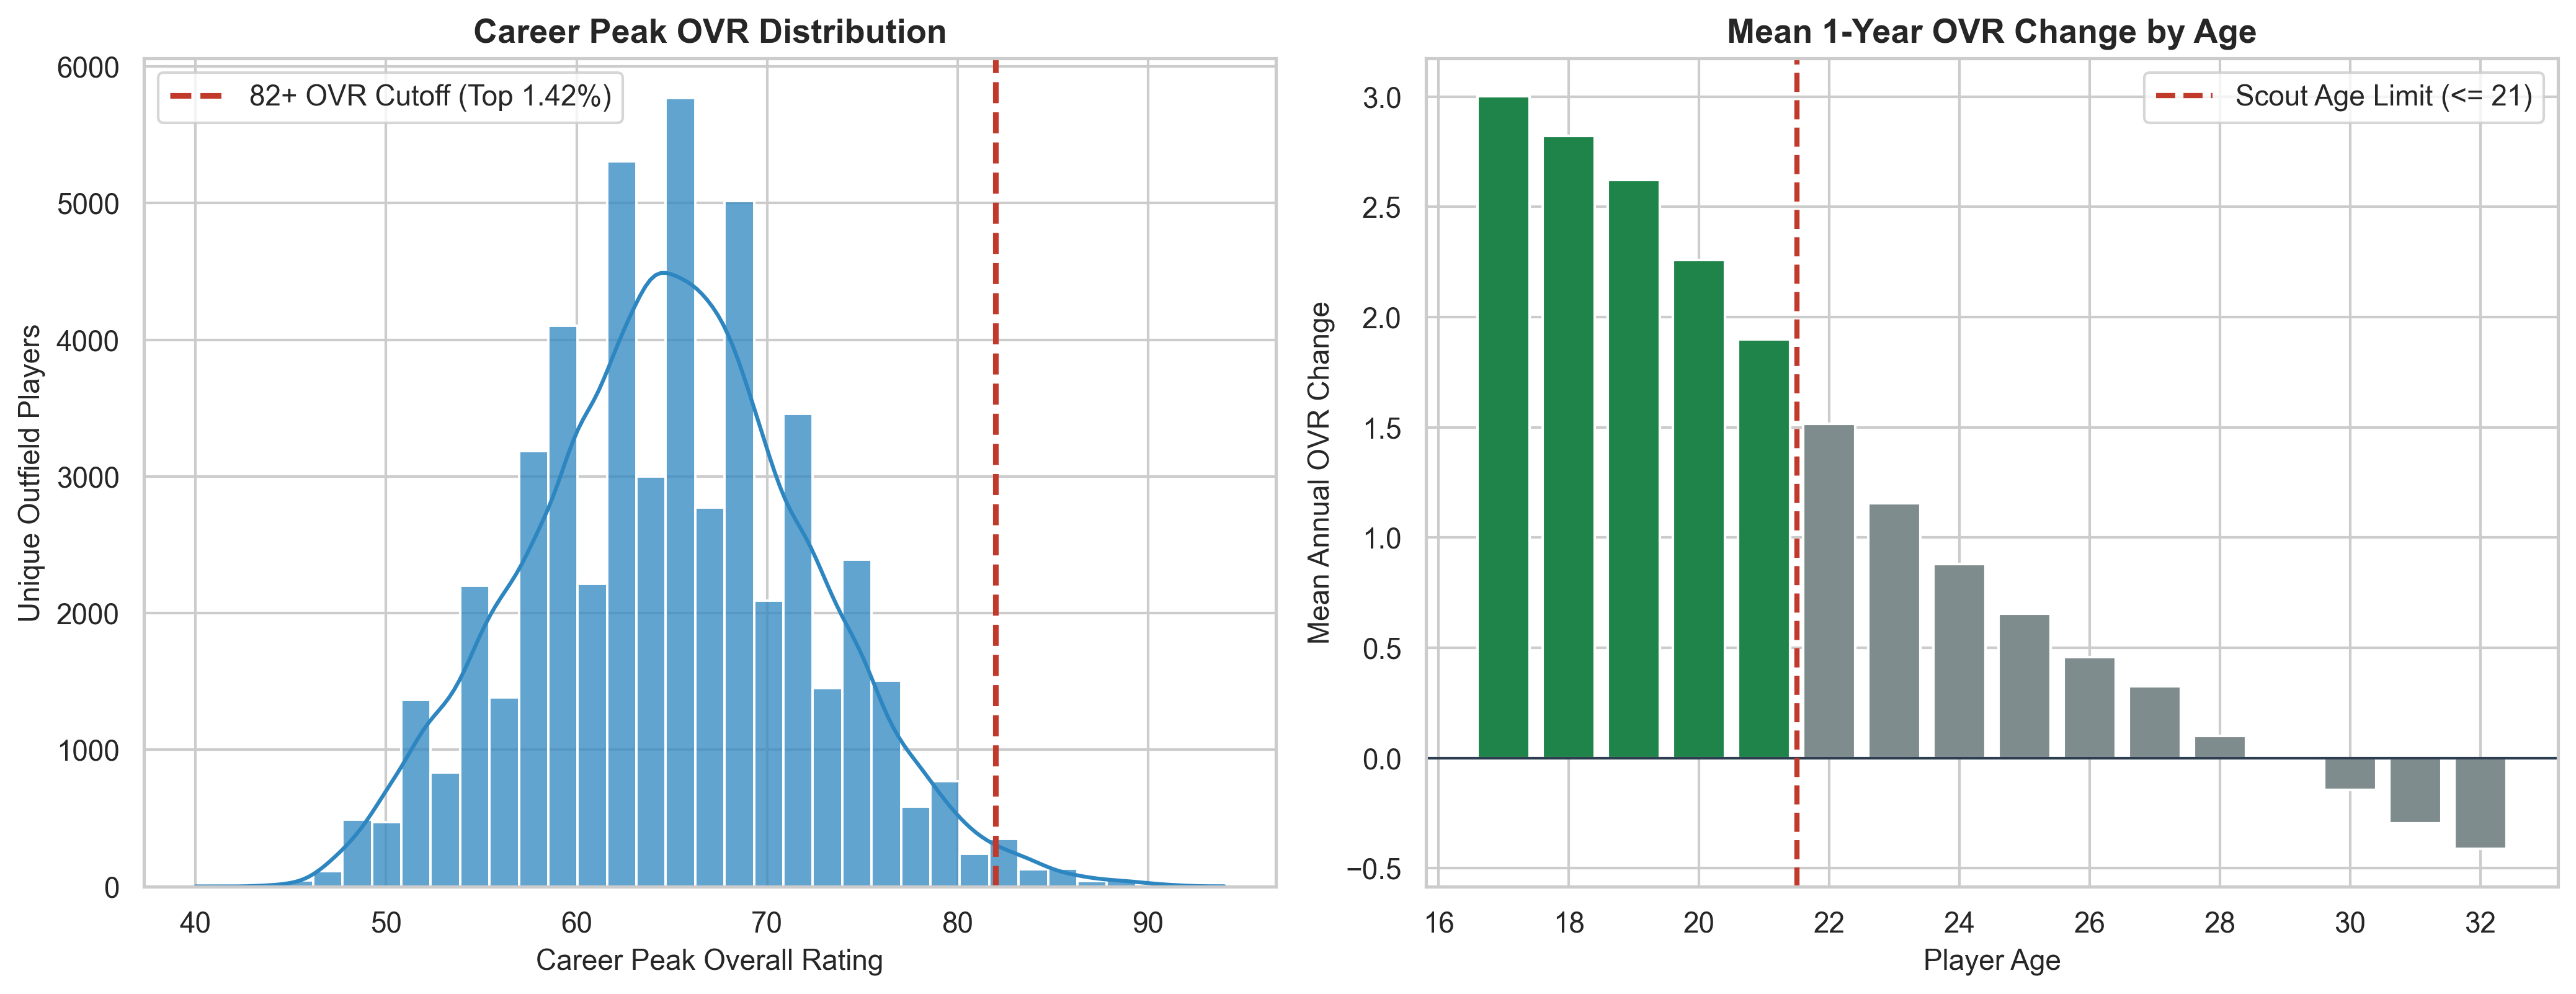 Career Peak OVR Distribution
82+ OVR Cutoff (Top 1.42%)
Unique Outfield Players
6000
5000
4000
3000
2000
1000
0
40 50 60 70 80 90
Career Peak Overall Rating
Mean 1-Year OVR Change by Age
Scout Age Limit (<= 21)
Mean Annual OVR Change
3.0
2.5
2.0
1.5
1.0
0.5
0.0
−0.5
16 18 20 22 24 26 28 30 32
Player Age